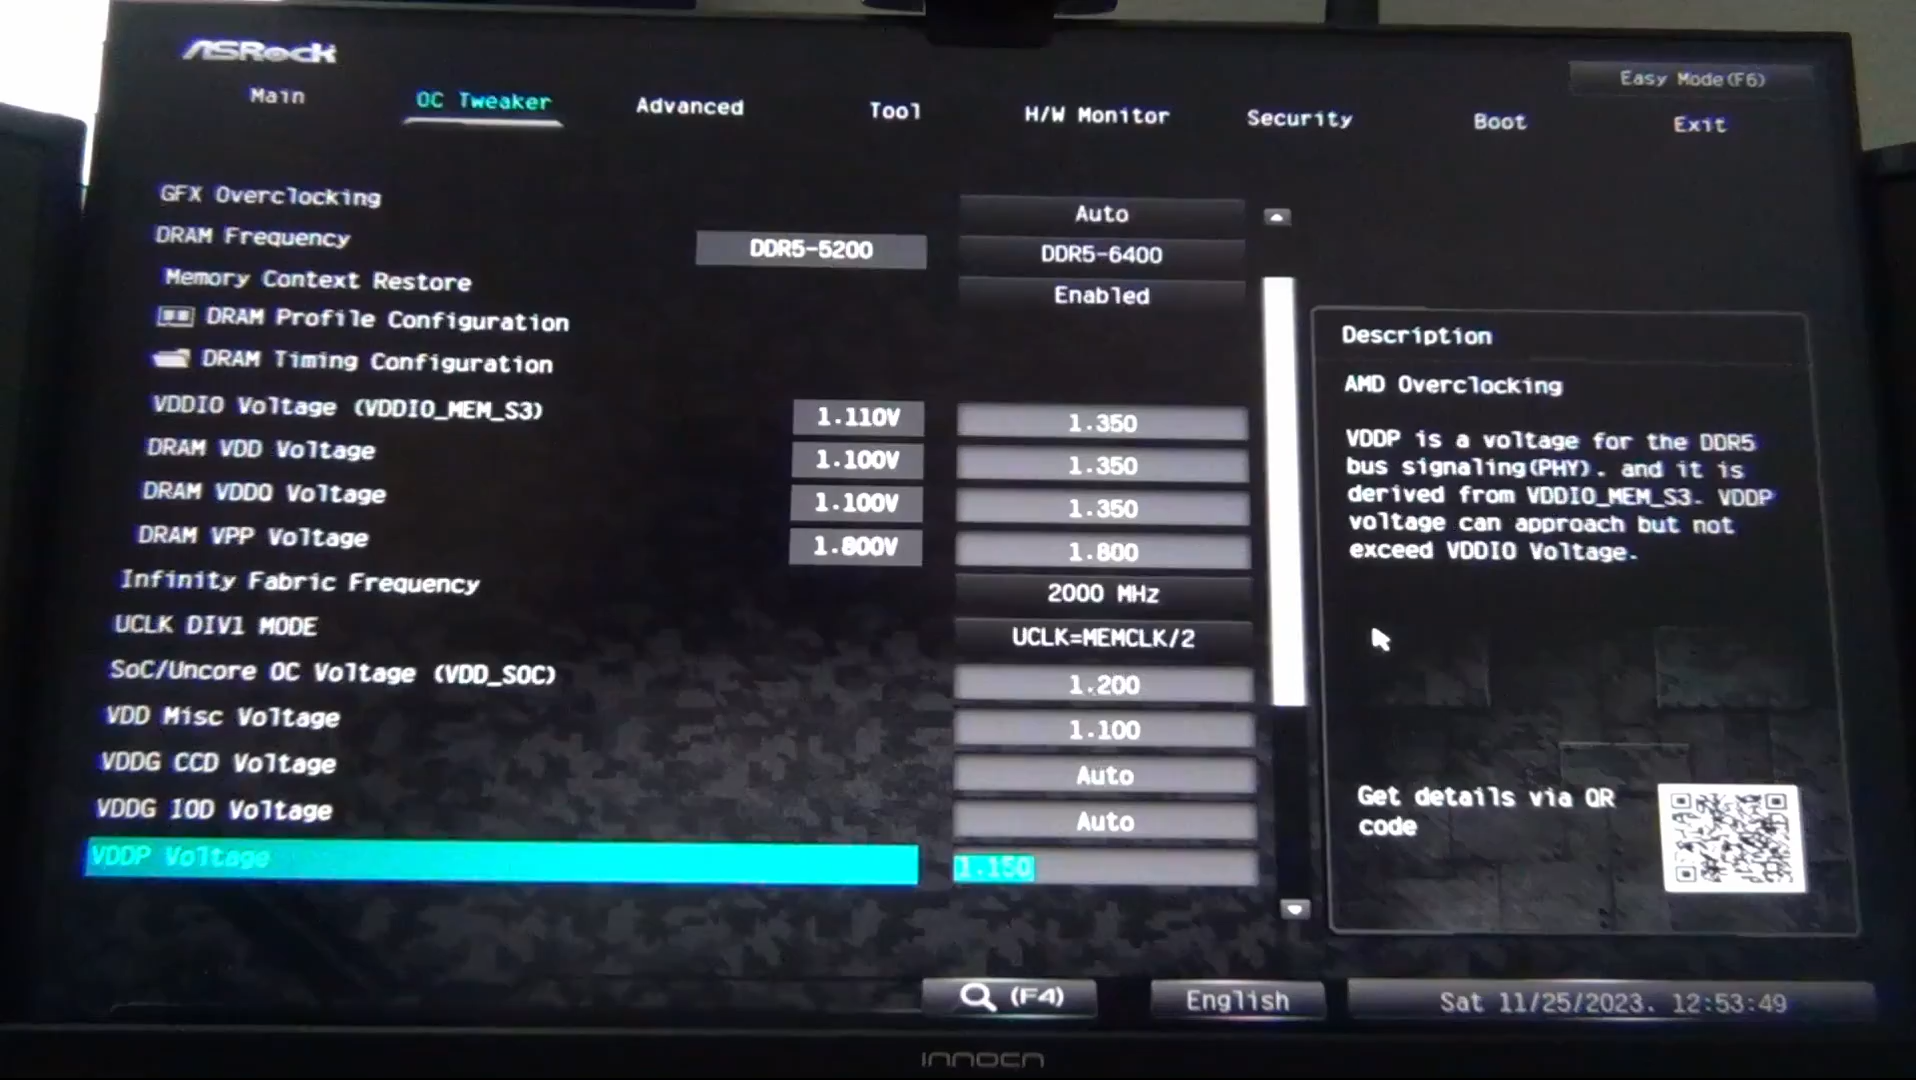 ASRock
Easy Mode(F6)
Main OC Tweaker Advanced Tool H/W Monitor Security Boot Exit
GFX Overclocking Auto
DRAM Frequency DDR5-5200 DDR5-6400
Memory Context Restore Enabled
DRAM Profile Configuration
DRAM Timing Configuration
VDDIO Voltage (VDDIO_MEM_S3) 1.110V 1.350
DRAM VDD Voltage 1.100V 1.350
DRAM VDDQ Voltage 1.100V 1.350
DRAM VPP Voltage 1.800V 1.800
Infinity Fabric Frequency 2000 MHz
UCLK DIV1 MODE UCLK=MEMCLK/2
SoC/Uncore OC Voltage (VDD_SOC) 1.200
VDD Misc Voltage 1.100
VDDG CCD Voltage Auto
VDDG IOD Voltage Auto
VDDP Voltage 1.150
Description
AMD Overclocking
VDDP is a voltage for the DDR5
bus signaling(PHY). and it is
derived from VDDIO_MEM_S3. VDDP
voltage can approach but not
exceed VDDIO Voltage.
Get details via QR
code
(F4) English Sat 11/25/2023. 12:53:49
INNOCN